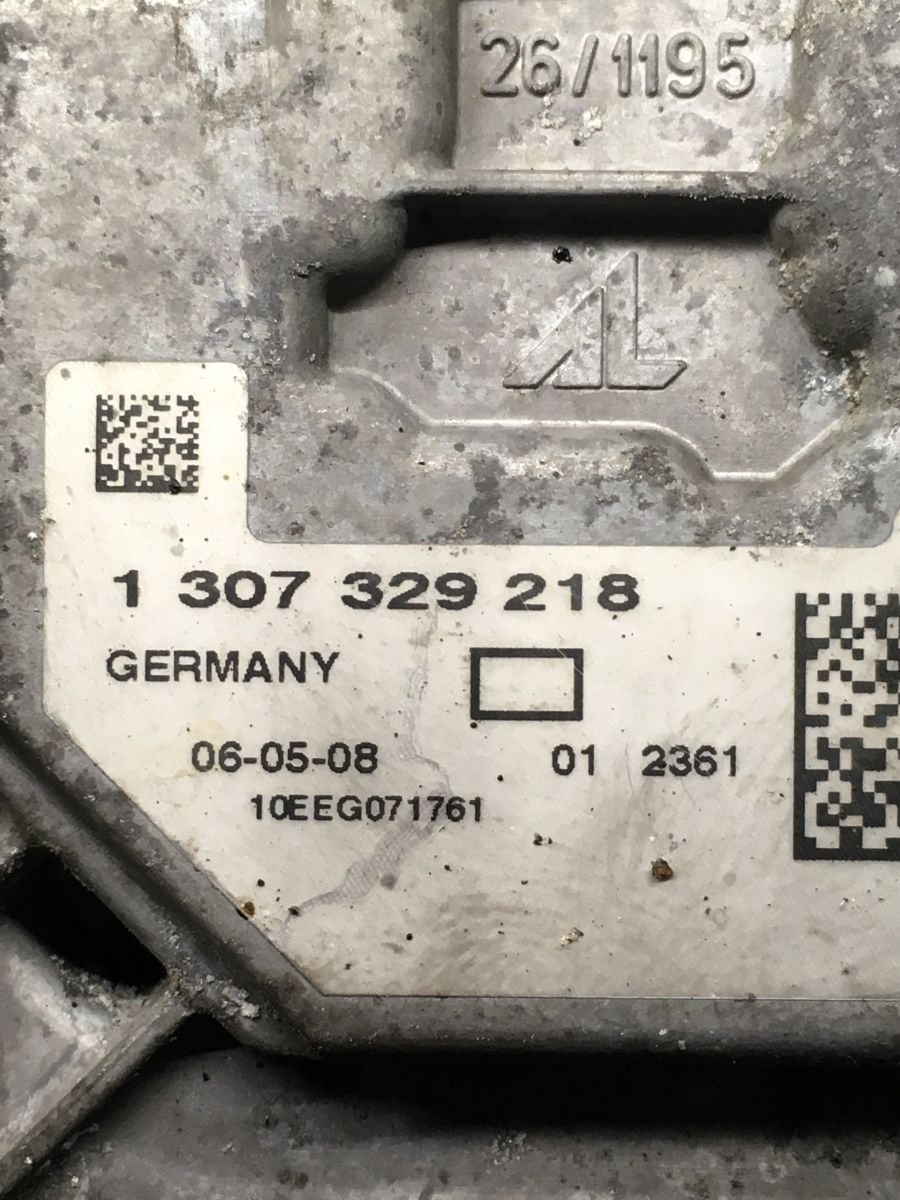 26/1195
AL
1 307 329 218
GERMANY
06-05-08 01 2361
10EEG071761